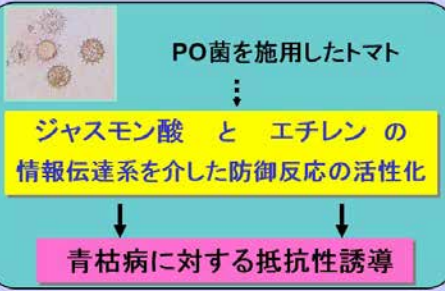 PO菌を施用したトマト
ジャスモン酸 と エチレン の
情報伝達系を介した防御反応の活性化
青枯病に対する抵抗性誘導